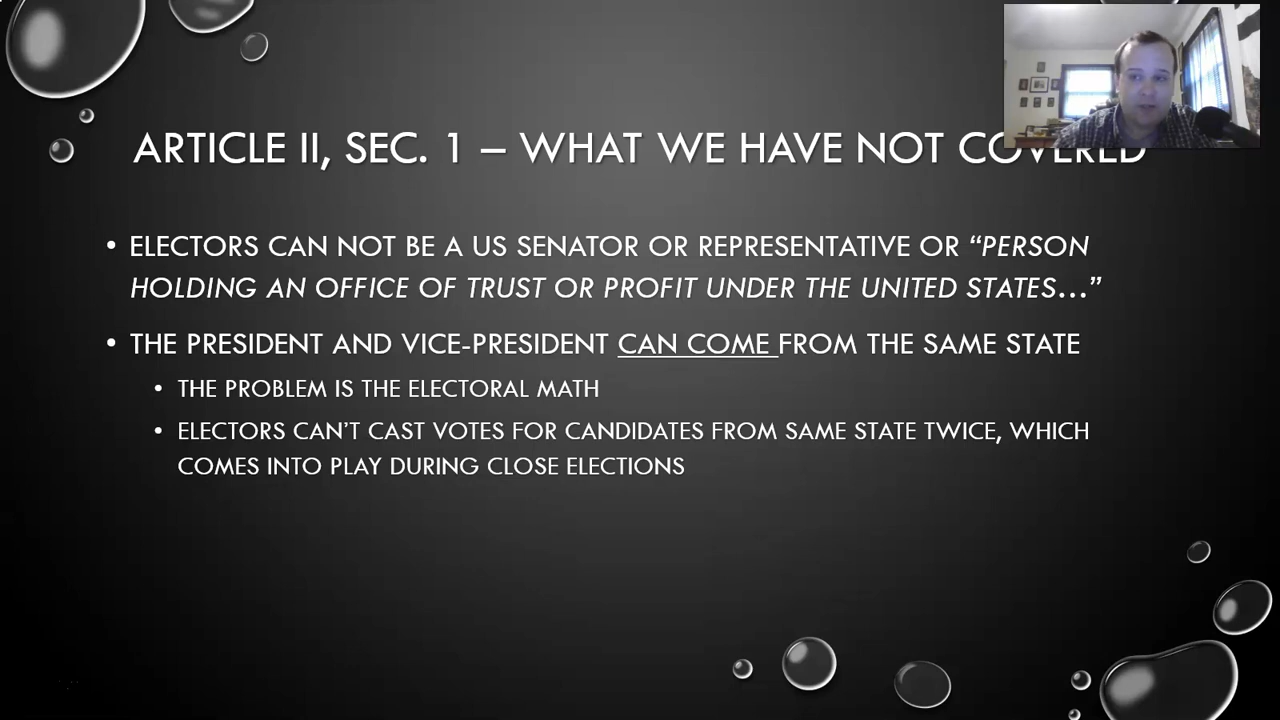 ARTICLE II, SEC. 1 – WHAT WE HAVE NOT COVERED
• ELECTORS CAN NOT BE A US SENATOR OR REPRESENTATIVE OR “PERSON
HOLDING AN OFFICE OF TRUST OR PROFIT UNDER THE UNITED STATES…”
• THE PRESIDENT AND VICE-PRESIDENT CAN COME FROM THE SAME STATE
• THE PROBLEM IS THE ELECTORAL MATH
• ELECTORS CAN’T CAST VOTES FOR CANDIDATES FROM SAME STATE TWICE, WHICH
COMES INTO PLAY DURING CLOSE ELECTIONS